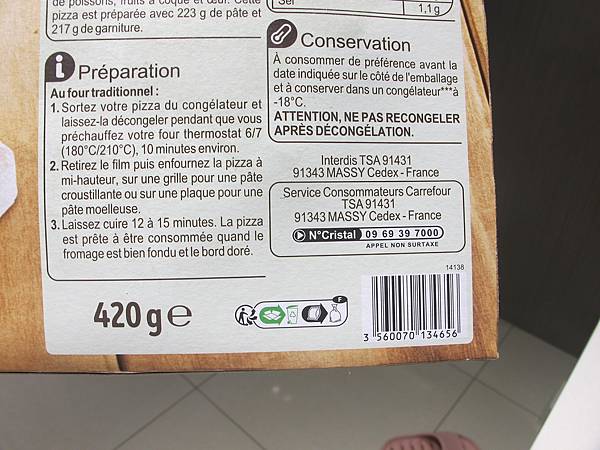 de poissons, fruits à coque et œuf. Cette
pizza est préparée avec 223 g de pâte et
217 g de garniture.
Sel
1,1 g
i Préparation
Au four traditionnel :
1. Sortez votre pizza du congélateur et
laissez-la décongeler pendant que vous
préchauffez votre four thermostat 6/7
(180°C/210°C), 10 minutes environ.
2. Retirez le film puis enfournez la pizza à
mi-hauteur, sur une grille pour une pâte
croustillante ou sur une plaque pour une
pâte moelleuse.
3. Laissez cuire 12 à 15 minutes. La pizza
est prête à être consommée quand le
fromage est bien fondu et le bord doré.
Conservation
À consommer de préférence avant la
date indiquée sur le côté de l'emballage
et à conserver dans un congélateur***à
-18°C.
ATTENTION, NE PAS RECONGELER
APRÈS DÉCONGÉLATION.
Interdis TSA 91431
91343 MASSY Cedex - France
Service Consommateurs Carrefour
TSA 91431
91343 MASSY Cedex - France
N°Cristal 09 69 39 7000
APPEL NON SURTAXE
420 g e
F
14138
3 560070 134656